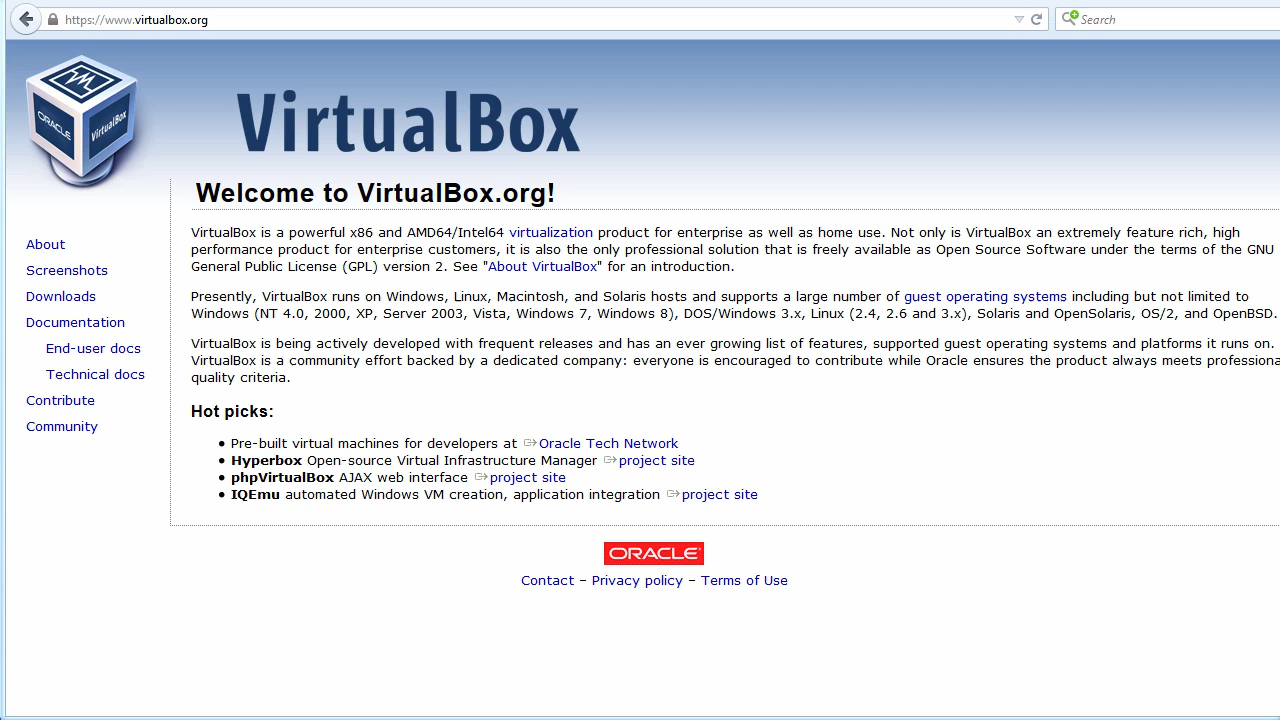 https://www.virtualbox.org
Search
ORACLE
VirtualBox
VirtualBox
Welcome to VirtualBox.org!
About
Screenshots
Downloads
Documentation
End-user docs
Technical docs
Contribute
Community
VirtualBox is a powerful x86 and AMD64/Intel64 virtualization product for enterprise as well as home use. Not only is VirtualBox an extremely feature rich, high
performance product for enterprise customers, it is also the only professional solution that is freely available as Open Source Software under the terms of the GNU
General Public License (GPL) version 2. See "About VirtualBox" for an introduction.
Presently, VirtualBox runs on Windows, Linux, Macintosh, and Solaris hosts and supports a large number of guest operating systems including but not limited to
Windows (NT 4.0, 2000, XP, Server 2003, Vista, Windows 7, Windows 8), DOS/Windows 3.x, Linux (2.4, 2.6 and 3.x), Solaris and OpenSolaris, OS/2, and OpenBSD.
VirtualBox is being actively developed with frequent releases and has an ever growing list of features, supported guest operating systems and platforms it runs on.
VirtualBox is a community effort backed by a dedicated company: everyone is encouraged to contribute while Oracle ensures the product always meets professiona
quality criteria.
Hot picks:
• Pre-built virtual machines for developers at Oracle Tech Network
• Hyperbox Open-source Virtual Infrastructure Manager project site
• phpVirtualBox AJAX web interface project site
• IQEmu automated Windows VM creation, application integration project site
ORACLE
Contact – Privacy policy – Terms of Use